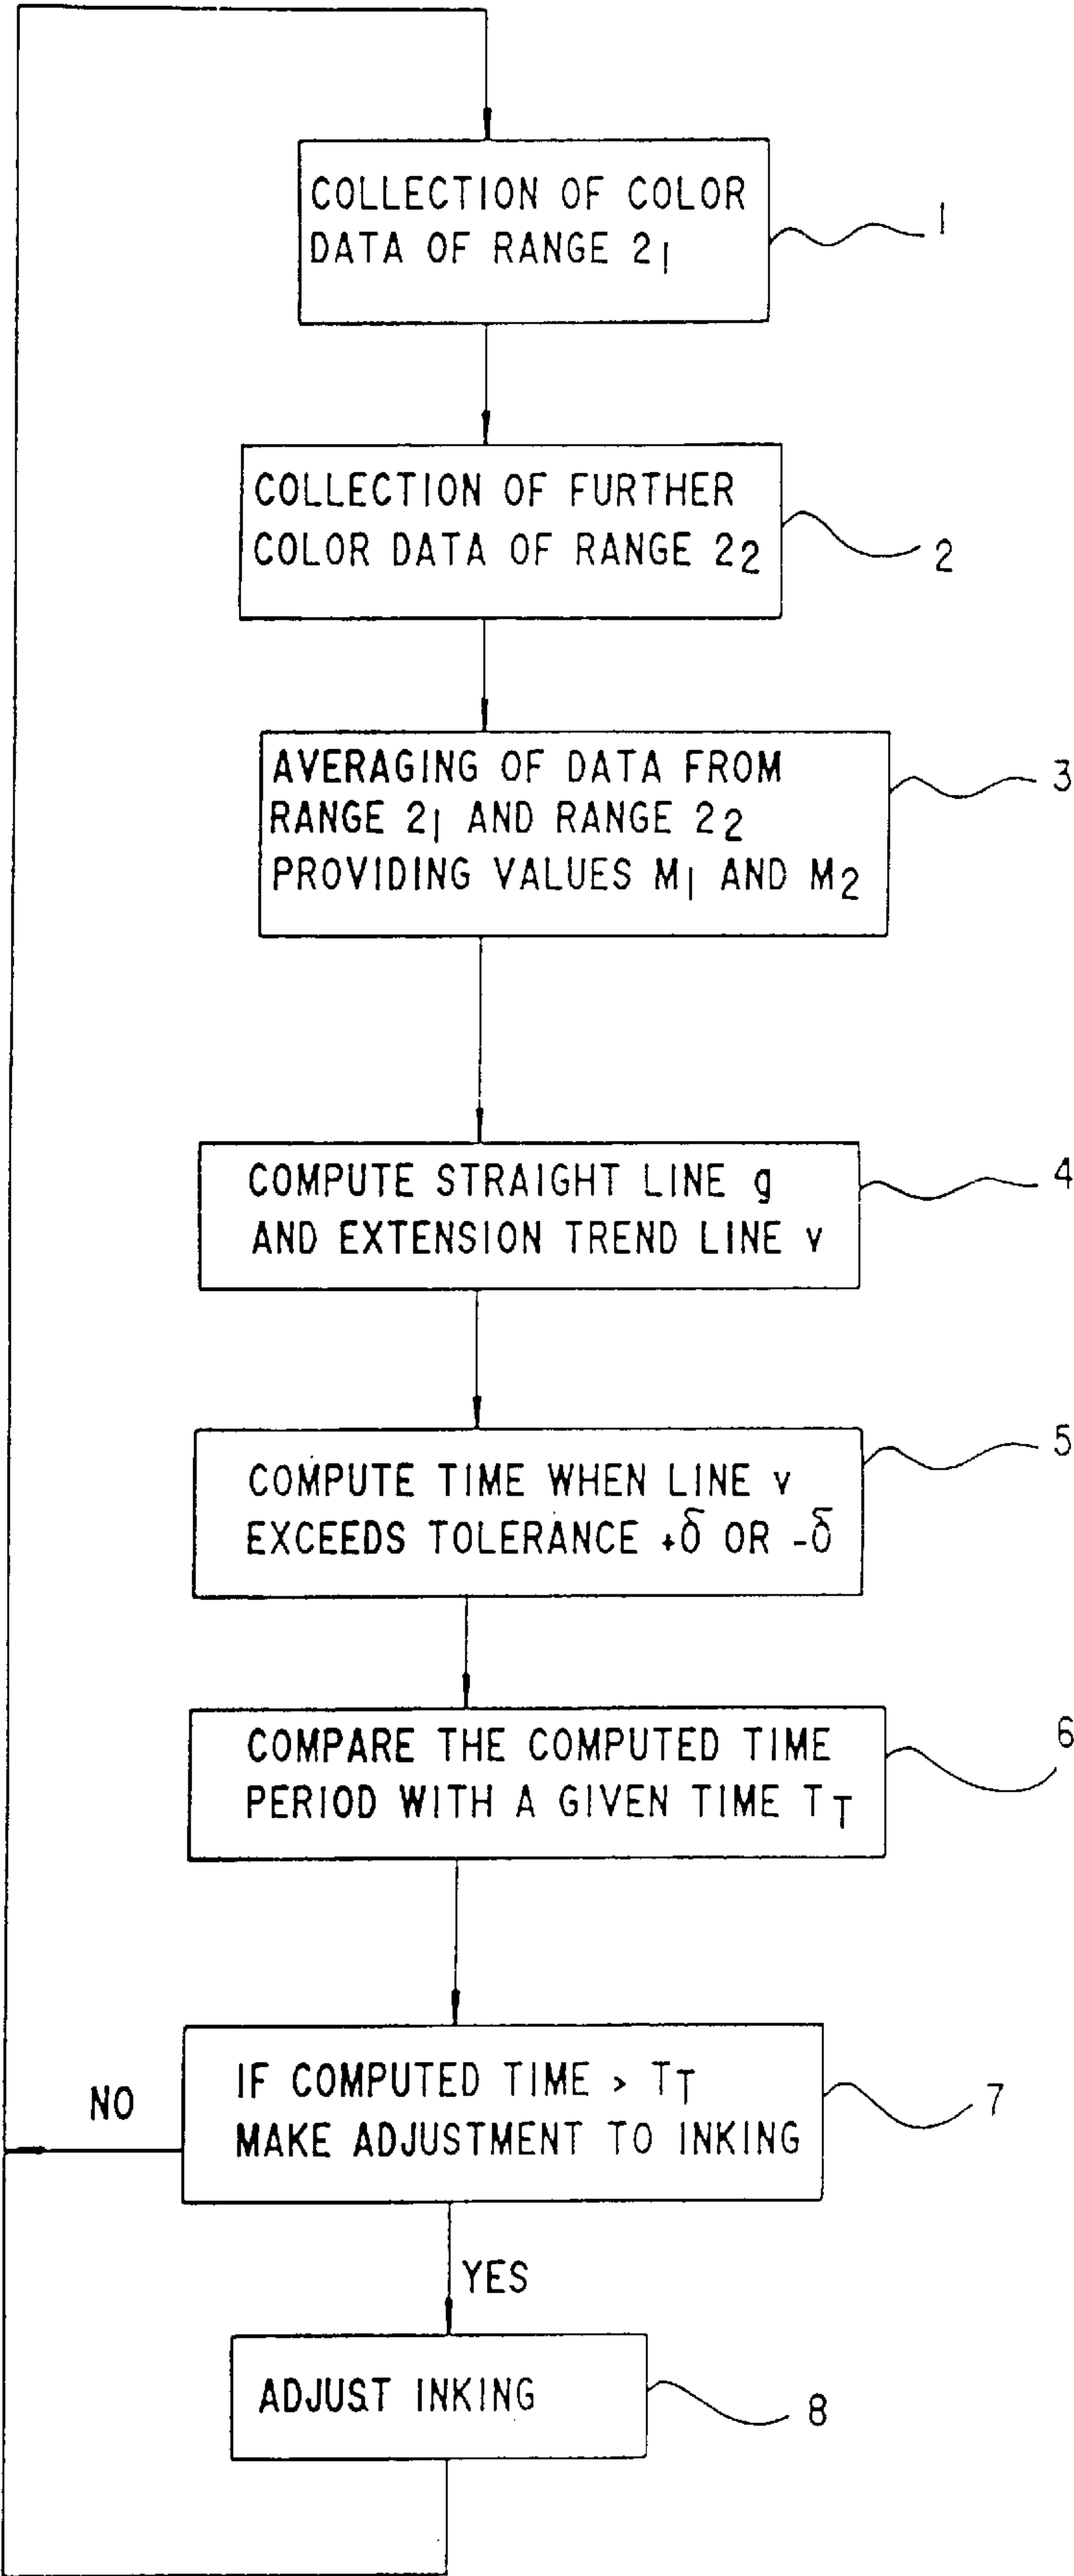 COLLECTION OF COLOR
DATA OF RANGE 2₁
1
COLLECTION OF FURTHER
COLOR DATA OF RANGE 2₂
2
AVERAGING OF DATA FROM
RANGE 2₁ AND RANGE 2₂
PROVIDING VALUES M₁ AND M₂
3
COMPUTE STRAIGHT LINE g
AND EXTENSION TREND LINE v
4
COMPUTE TIME WHEN LINE v
EXCEEDS TOLERANCE +δ OR -δ
5
COMPARE THE COMPUTED TIME
PERIOD WITH A GIVEN TIME T_T
6
IF COMPUTED TIME > T_T
MAKE ADJUSTMENT TO INKING
7
NO
YES
ADJUST INKING
8